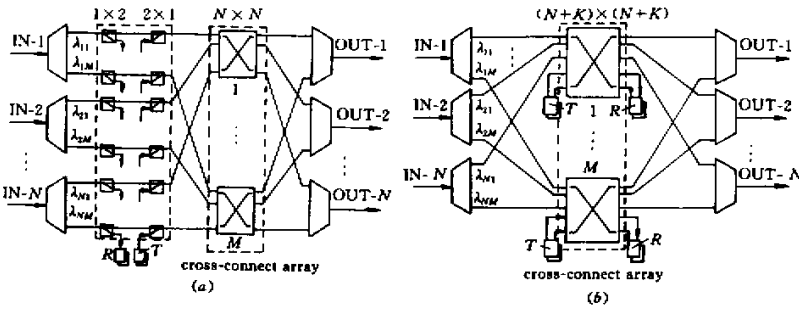 1×2 2×1 N×N
IN-1
λ11
λ1M
OUT-1
1
IN-2
λ21
λ2M
OUT-2
IN-N
λN1
λNM
OUT-N
M
R T
cross-connect array
(a)
(N+K)×(N+K)
IN-1
λ11
λ1M
OUT-1
T 1 R
IN-2
λ21
λ2M
OUT-2
M
IN-N
λN1
λNM
OUT-N
T R
cross-connect array
(b)